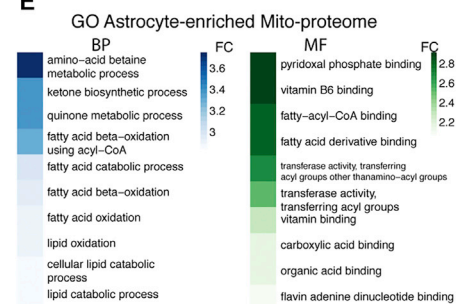 E
GO Astrocyte-enriched Mito-proteome
BP
FC
amino-acid betaine
metabolic process
ketone biosynthetic process
quinone metabolic process
fatty acid beta-oxidation
using acyl-CoA
fatty acid catabolic process
fatty acid beta-oxidation
fatty acid oxidation
lipid oxidation
cellular lipid catabolic
process
lipid catabolic process
3.6
3.4
3.2
3
MF
FC
pyridoxal phosphate binding
vitamin B6 binding
fatty-acyl-CoA binding
fatty acid derivative binding
transferase activity, transferring
acyl groups other thanamino-acyl groups
transferase activity,
transferring acyl groups
vitamin binding
carboxylic acid binding
organic acid binding
flavin adenine dinucleotide binding
2.8
2.6
2.4
2.2